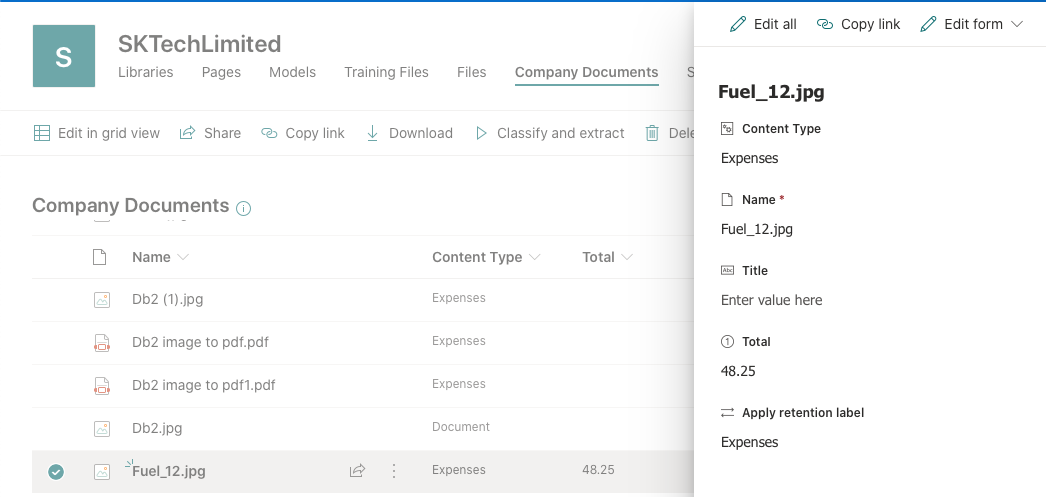 Edit all
Copy link
Edit form
S
SKTechLimited
Libraries
Pages
Models
Training Files
Files
Company Documents
S
Edit in grid view
Share
Copy link
Download
Classify and extract
Dele
Company Documents
Name
Content Type
Total
Db2 (1).jpg
Expenses
Db2 image to pdf.pdf
Expenses
Db2 image to pdf1.pdf
Expenses
Db2.jpg
Document
Fuel_12.jpg
Expenses
48.25
Fuel_12.jpg
Content Type
Expenses
Name *
Fuel_12.jpg
Abc Title
Enter value here
Total
48.25
Apply retention label
Expenses